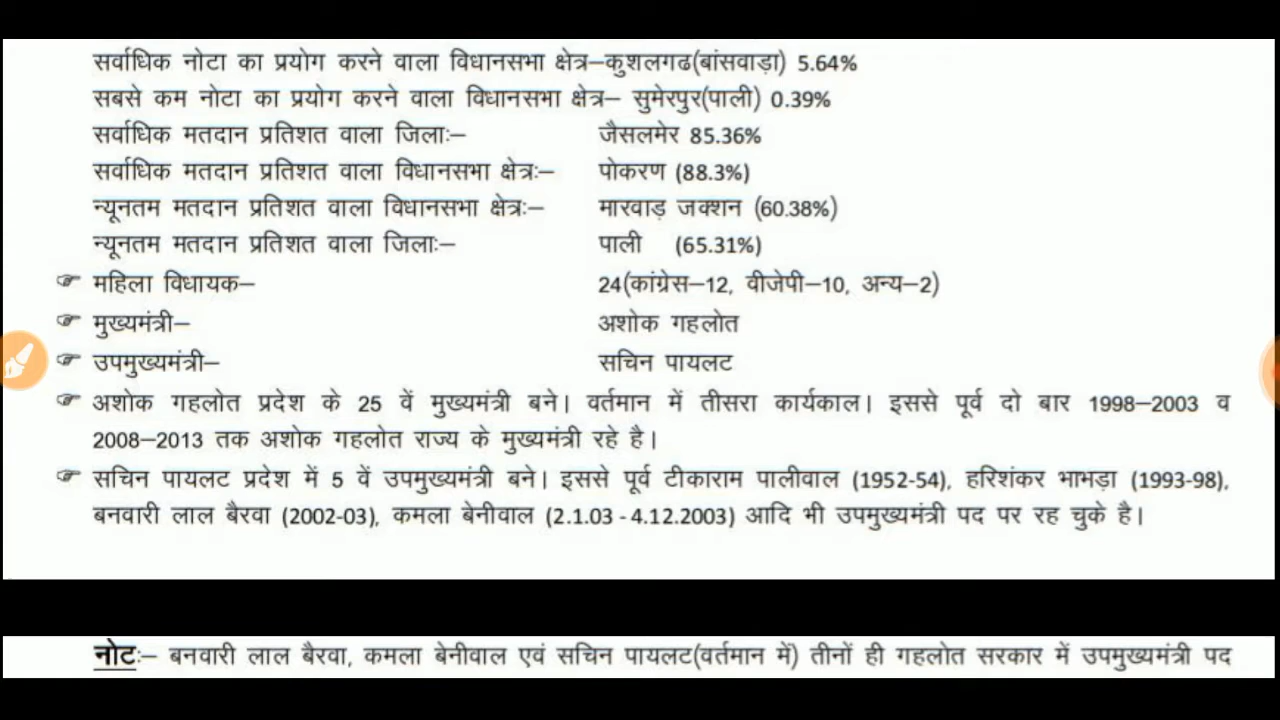 सर्वाधिक नोटा का प्रयोग करने वाला विधानसभा क्षेत्र–कुशलगढ(बांसवाड़ा) 5.64%
सबसे कम नोटा का प्रयोग करने वाला विधानसभा क्षेत्र– सुमेरपुर(पाली) 0.39%
सर्वाधिक मतदान प्रतिशत वाला जिलाः– जैसलमेर 85.36%
सर्वाधिक मतदान प्रतिशत वाला विधानसभा क्षेत्रः– पोकरण (88.3%)
न्यूनतम मतदान प्रतिशत वाला विधानसभा क्षेत्रः– मारवाड़ जक्शन (60.38%)
न्यूनतम मतदान प्रतिशत वाला जिलाः– पाली (65.31%)
☞ महिला विधायक– 24(कांग्रेस–12, वीजेपी–10, अन्य–2)
☞ मुख्यमंत्री– अशोक गहलोत
☞ उपमुख्यमंत्री– सचिन पायलट
☞ अशोक गहलोत प्रदेश के 25 वें मुख्यमंत्री बने। वर्तमान में तीसरा कार्यकाल। इससे पूर्व दो बार 1998–2003 व
2008–2013 तक अशोक गहलोत राज्य के मुख्यमंत्री रहे है।
☞ सचिन पायलट प्रदेश में 5 वें उपमुख्यमंत्री बने। इससे पूर्व टीकाराम पालीवाल (1952-54), हरिशंकर भाभड़ा (1993-98),
बनवारी लाल बैरवा (2002-03), कमला बेनीवाल (2.1.03 - 4.12.2003) आदि भी उपमुख्यमंत्री पद पर रह चुके है।
नोटः– बनवारी लाल बैरवा, कमला बेनीवाल एवं सचिन पायलट(वर्तमान में) तीनों ही गहलोत सरकार में उपमुख्यमंत्री पद